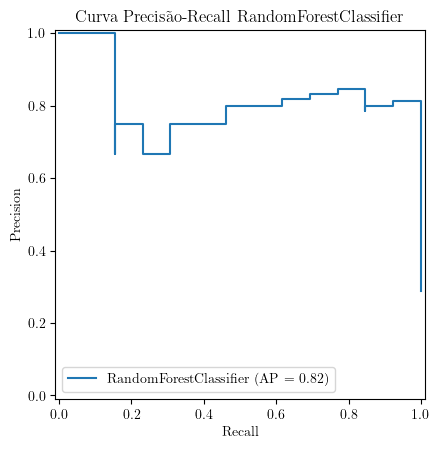 Curva Precisão-Recall RandomForestClassifier
1.0
0.8
0.6
0.4
0.2
0.0
Precision
RandomForestClassifier (AP = 0.82)
0.0 0.2 0.4 0.6 0.8 1.0
Recall